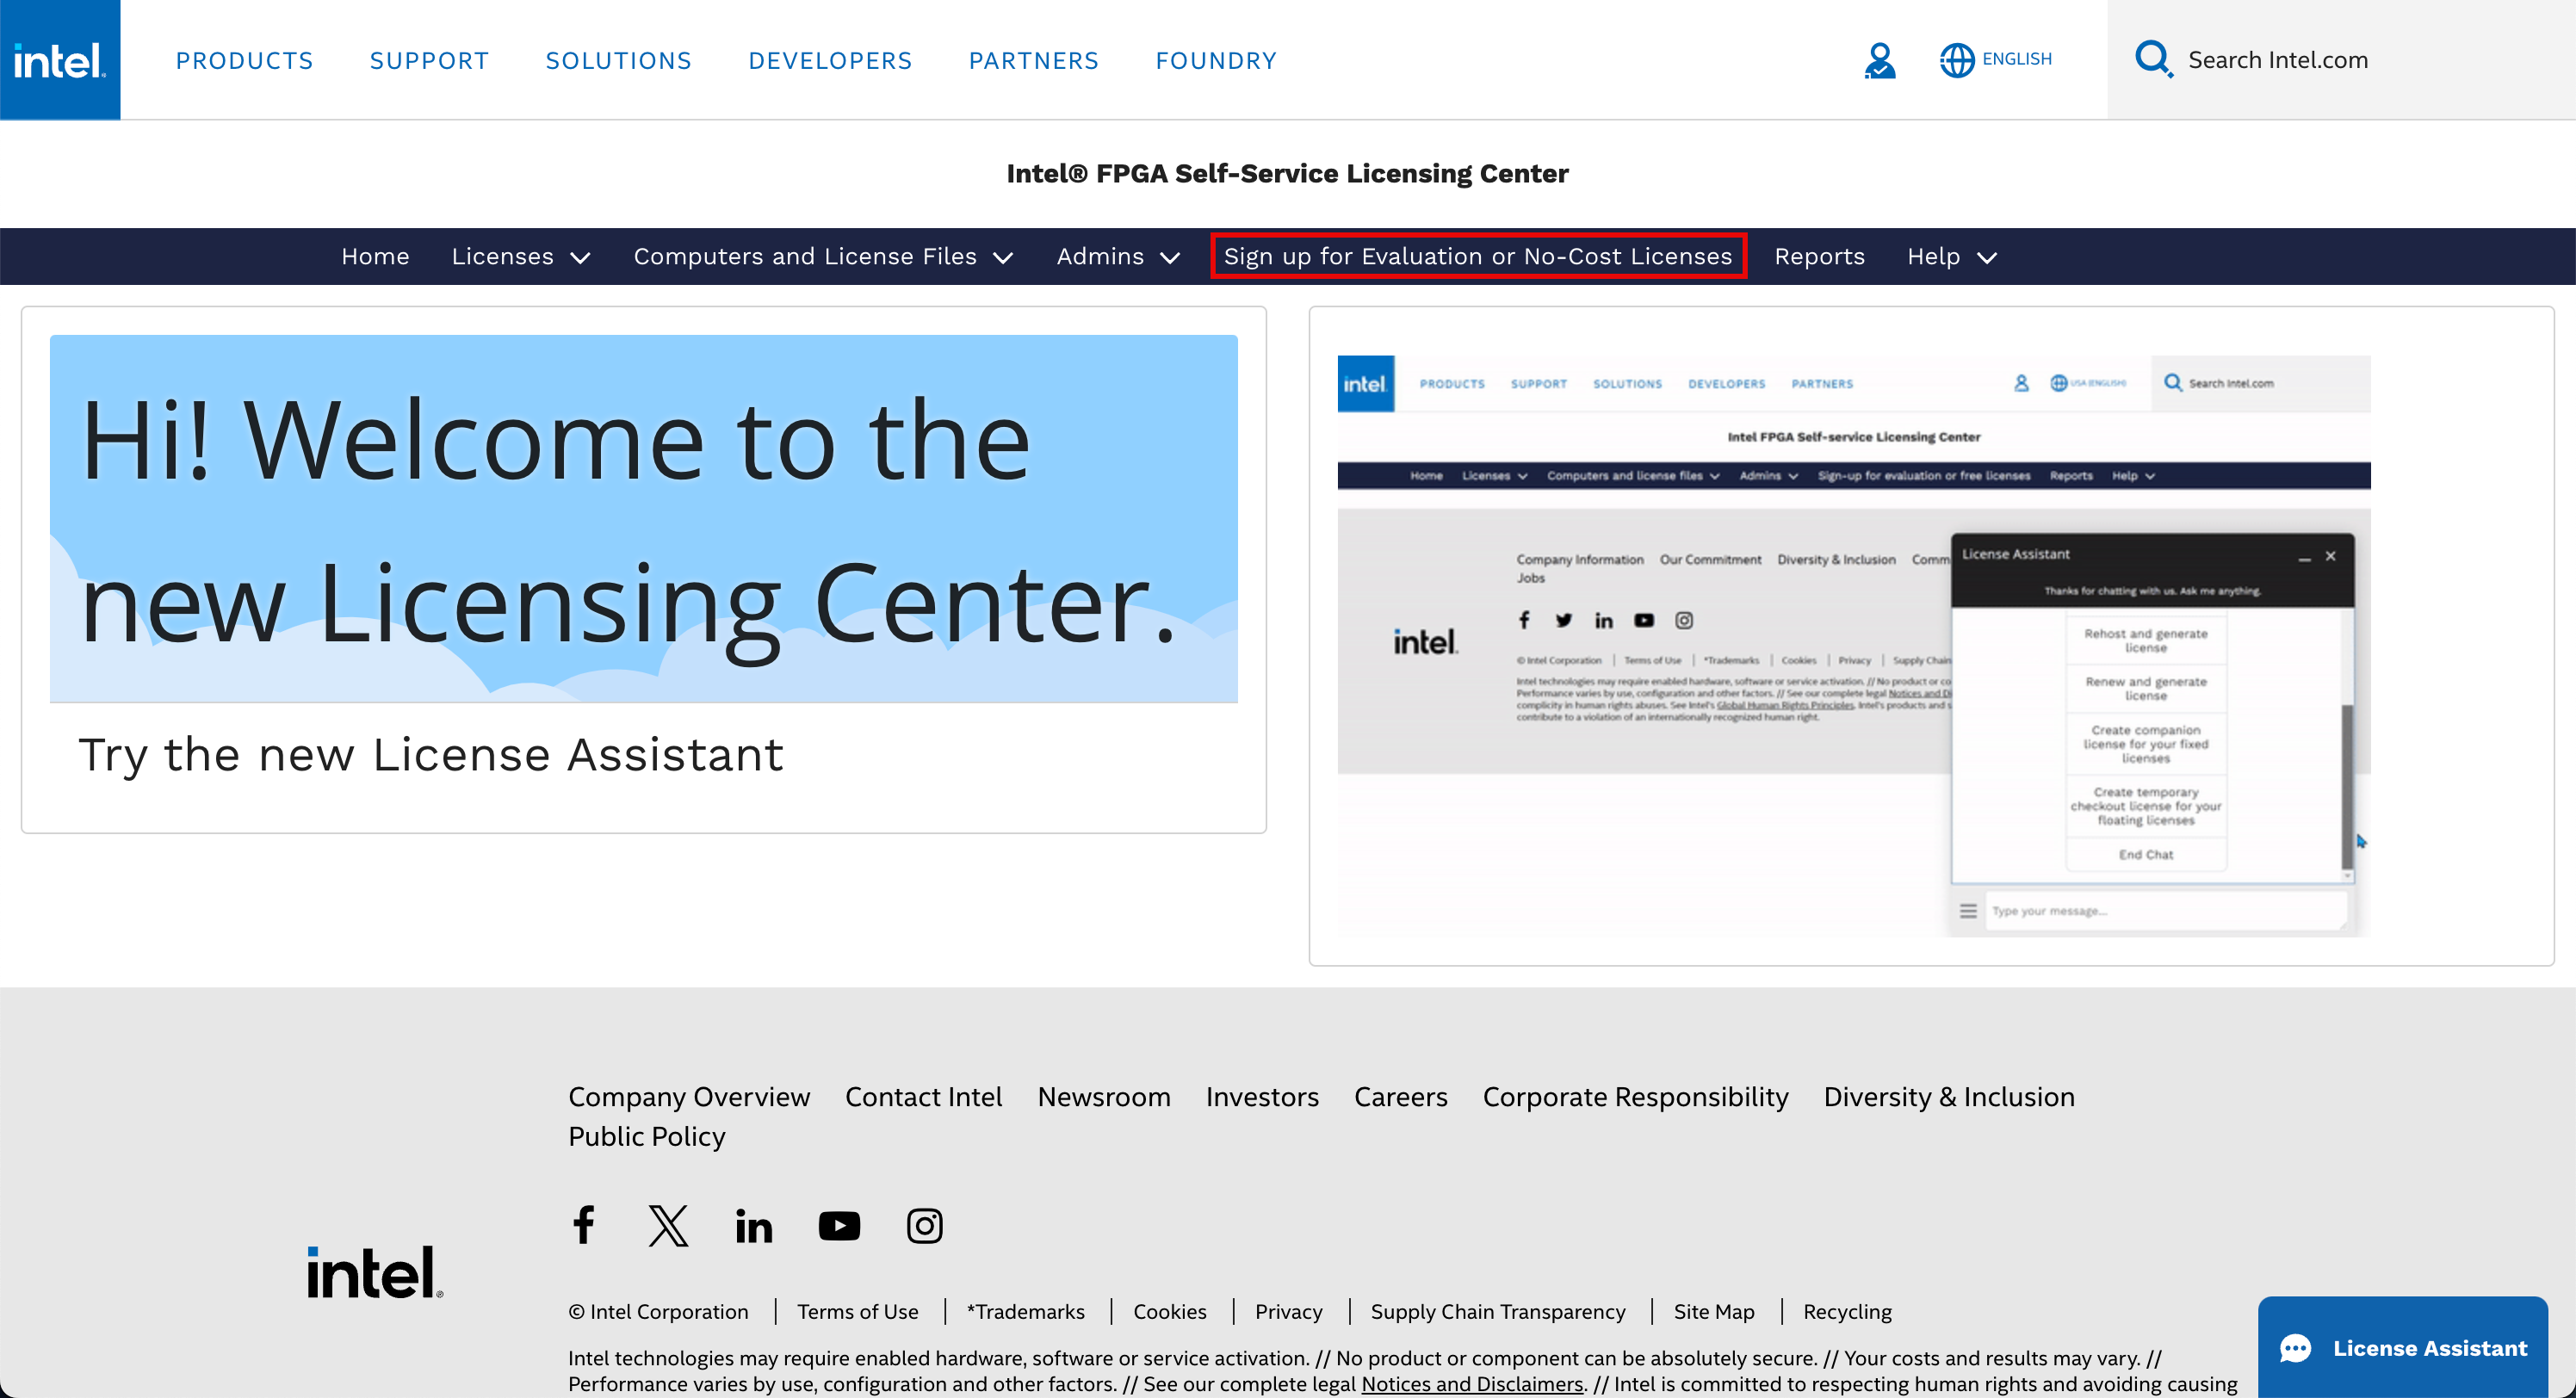 intel.
PRODUCTS SUPPORT SOLUTIONS DEVELOPERS PARTNERS FOUNDRY
ENGLISH
Search Intel.com
Intel® FPGA Self-Service Licensing Center
Home Licenses Computers and License Files Admins Sign up for Evaluation or No-Cost Licenses Reports Help
Hi! Welcome to the
new Licensing Center.
Try the new License Assistant
intel.
PRODUCTS SUPPORT SOLUTIONS DEVELOPERS PARTNERS
USA (ENGLISH)
Search Intel.com
Intel FPGA Self-service Licensing Center
Home Licenses Computers and license files Admins Sign-up for evaluation or free licenses Reports Help
Company Information Our Commitment Diversity & Inclusion Comm
Jobs
intel.
© Intel Corporation | Terms of Use | *Trademarks | Cookies | Privacy | Supply Chain
Intel technologies may require enabled hardware, software or service activation. // No product or co
Performance varies by use, configuration and other factors. // See our complete legal Notices and Di
complicity in human rights abuses. See Intel's Global Human Rights Principles. Intel's products and s
contribute to a violation of an internationally recognized human right.
License Assistant
Thanks for chatting with us. Ask me anything.
Rehost and generate
license
Renew and generate
license
Create companion
license for your fixed
licenses
Create temporary
checkout license for your
floating licenses
End Chat
Type your message...
Company Overview Contact Intel Newsroom Investors Careers Corporate Responsibility Diversity & Inclusion
Public Policy
intel®
© Intel Corporation | Terms of Use | *Trademarks | Cookies | Privacy | Supply Chain Transparency | Site Map | Recycling
Intel technologies may require enabled hardware, software or service activation. // No product or component can be absolutely secure. // Your costs and results may vary. //
Performance varies by use, configuration and other factors. // See our complete legal Notices and Disclaimers. // Intel is committed to respecting human rights and avoiding causing
License Assistant